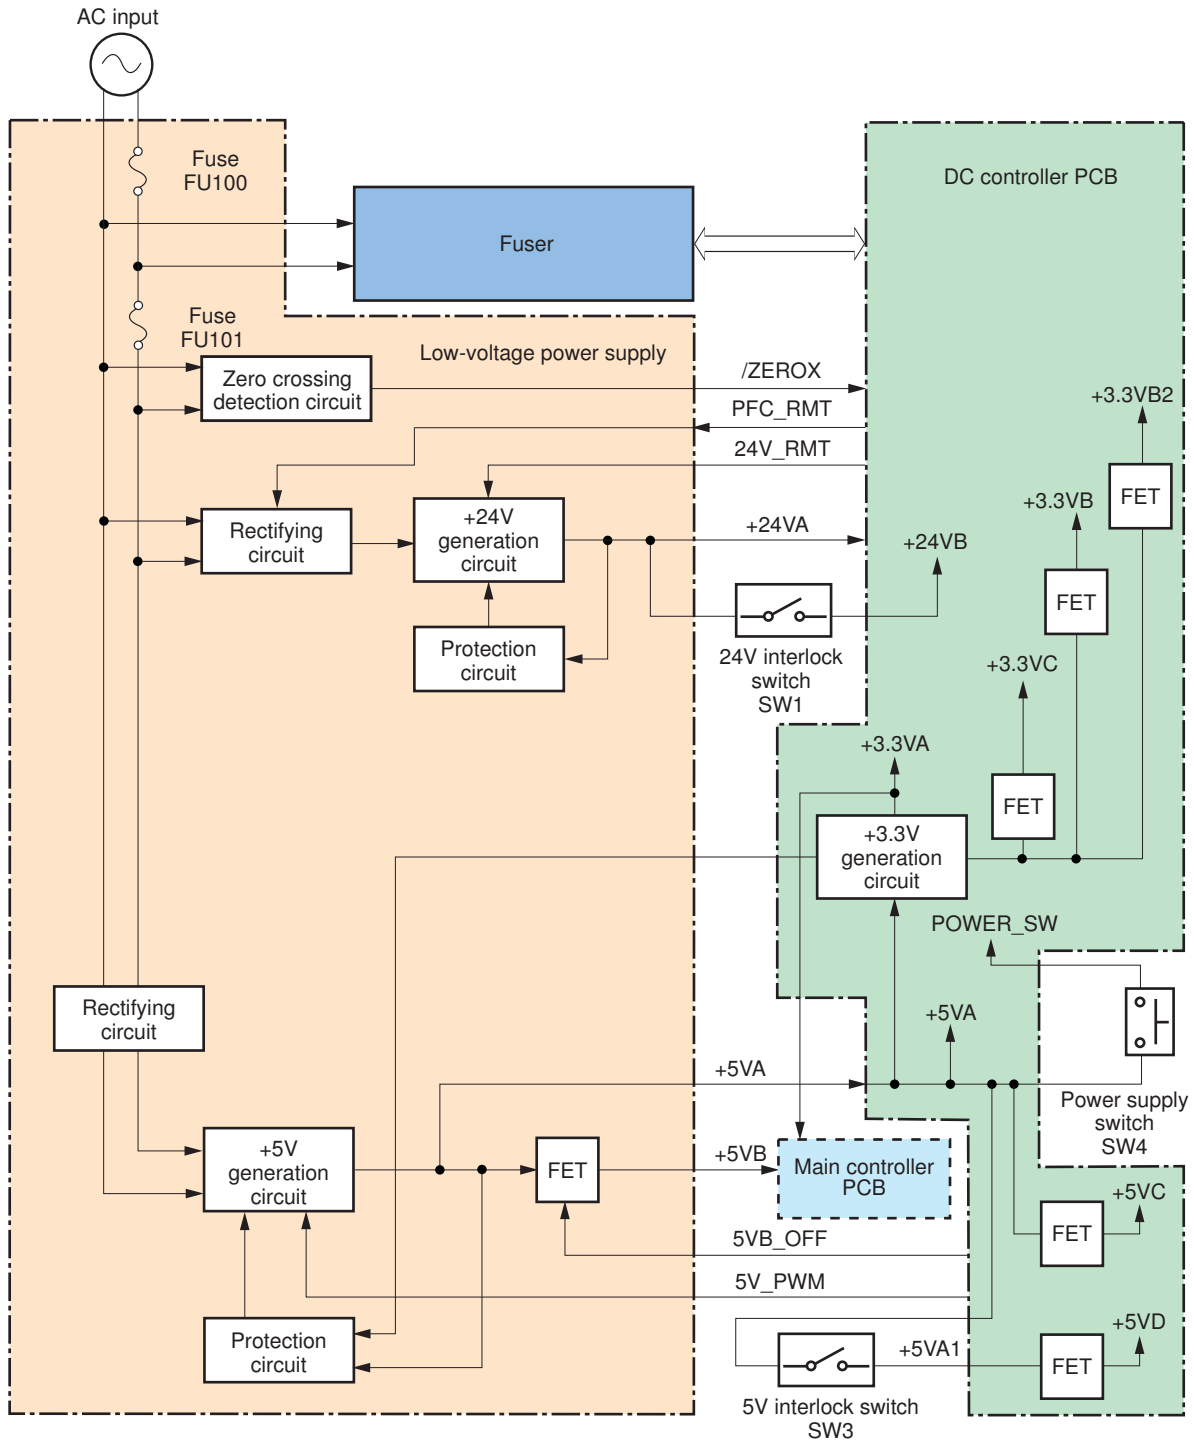 AC input
Fuse
FU100
DC controller PCB
Fuser
Fuse
FU101
Low-voltage power supply
Zero crossing
detection circuit
/ZEROX
PFC_RMT
24V_RMT
+3.3VB2
FET
+3.3VB
FET
Rectifying
circuit
+24V
generation
circuit
+24VA
+24VB
Protection
circuit
24V interlock
switch
SW1
+3.3VC
FET
+3.3VA
+3.3V
generation
circuit
POWER_SW
Rectifying
circuit
+5VA
+5VA
Power supply
switch
SW4
+5V
generation
circuit
FET
+5VB
Main controller
PCB
+5VC
FET
5VB_OFF
5V_PWM
Protection
circuit
+5VA1
+5VD
FET
5V interlock switch
SW3